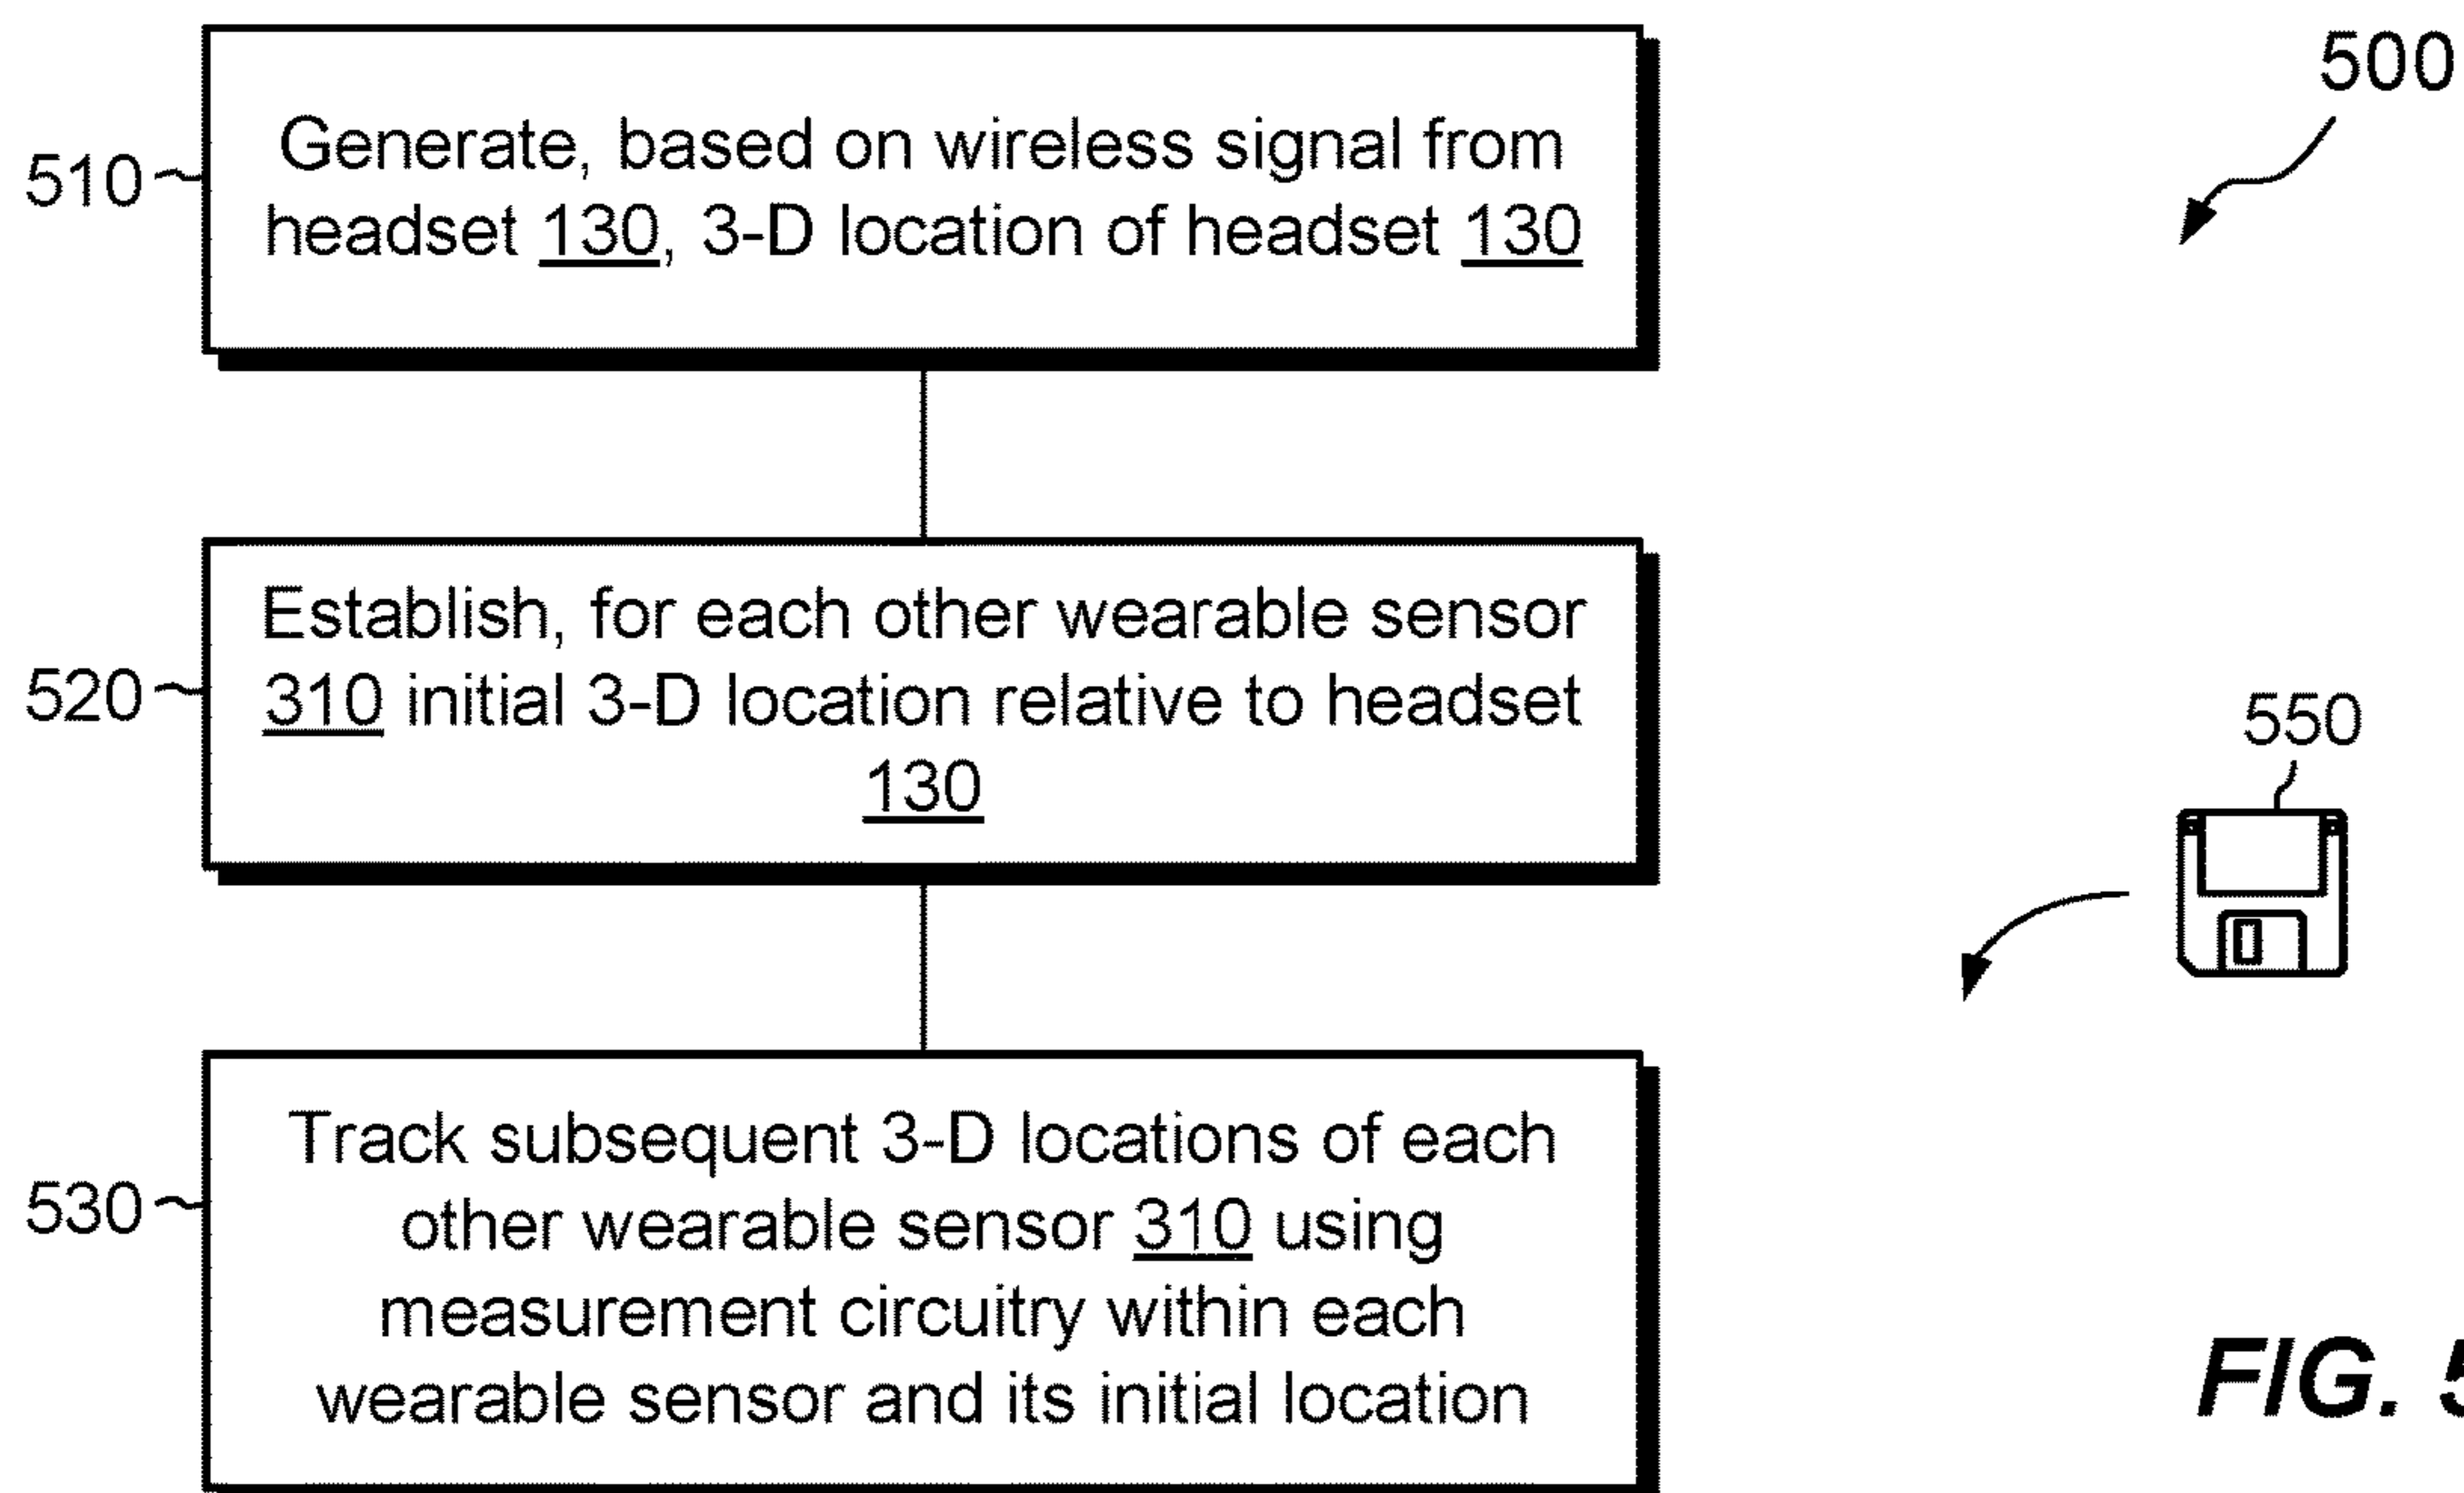 500
510
Generate, based on wireless signal from
headset 130, 3-D location of headset 130
520
Establish, for each other wearable sensor
310 initial 3-D location relative to headset
130
550
530
Track subsequent 3-D locations of each
other wearable sensor 310 using
measurement circuitry within each
wearable sensor and its initial location
FIG. 5